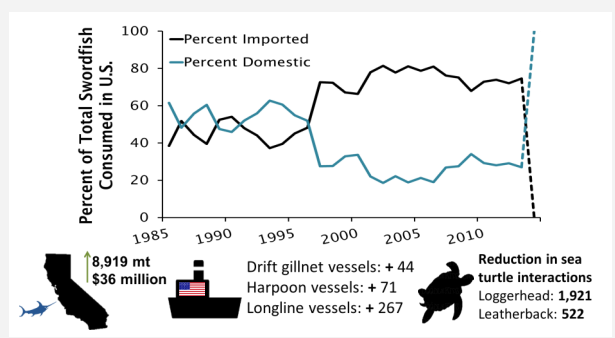 Percent of Total Swordfish
Consumed in U.S.
100
80
60
40
20
0
Percent Imported
Percent Domestic
1985
1990
1995
2000
2005
2010
8,919 mt
$36 million
Drift gillnet vessels: + 44
Harpoon vessels: + 71
Longline vessels: + 267
Reduction in sea
turtle interactions
Loggerhead: 1,921
Leatherback: 522